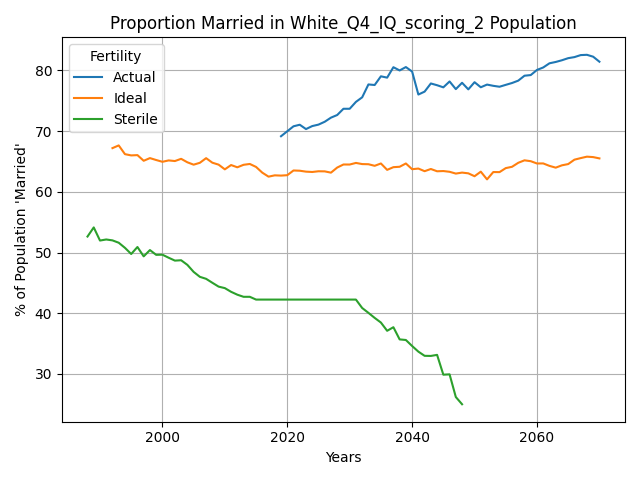 Proportion Married in White_Q4_IQ_scoring_2 Population
Fertility
Actual
Ideal
Sterile
% of Population 'Married'
80
70
60
50
40
30
2000
2020
2040
2060
Years